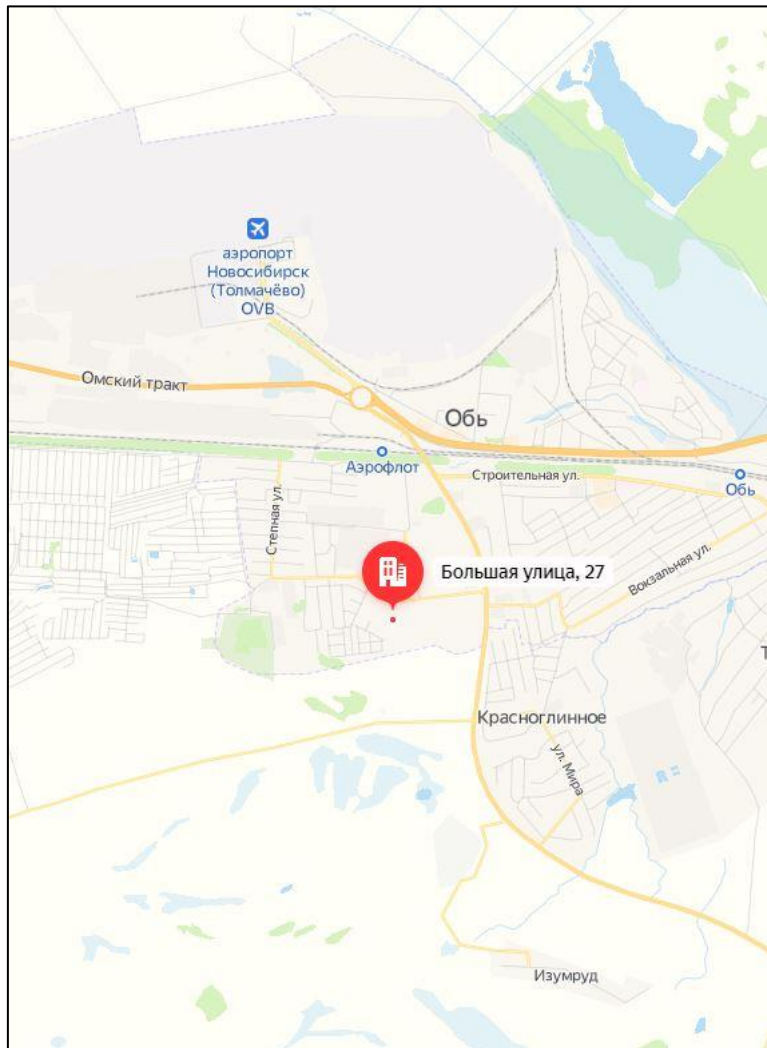 аэропорт
Новосибирск
(Толмачёво)
OVB
Омский тракт
Обь
Аэрофлот
Строительная ул.
Обь
Степная ул.
Большая улица, 27
Вокзальная ул.
Т
Красноглинное
ул. Мира
Изумруд